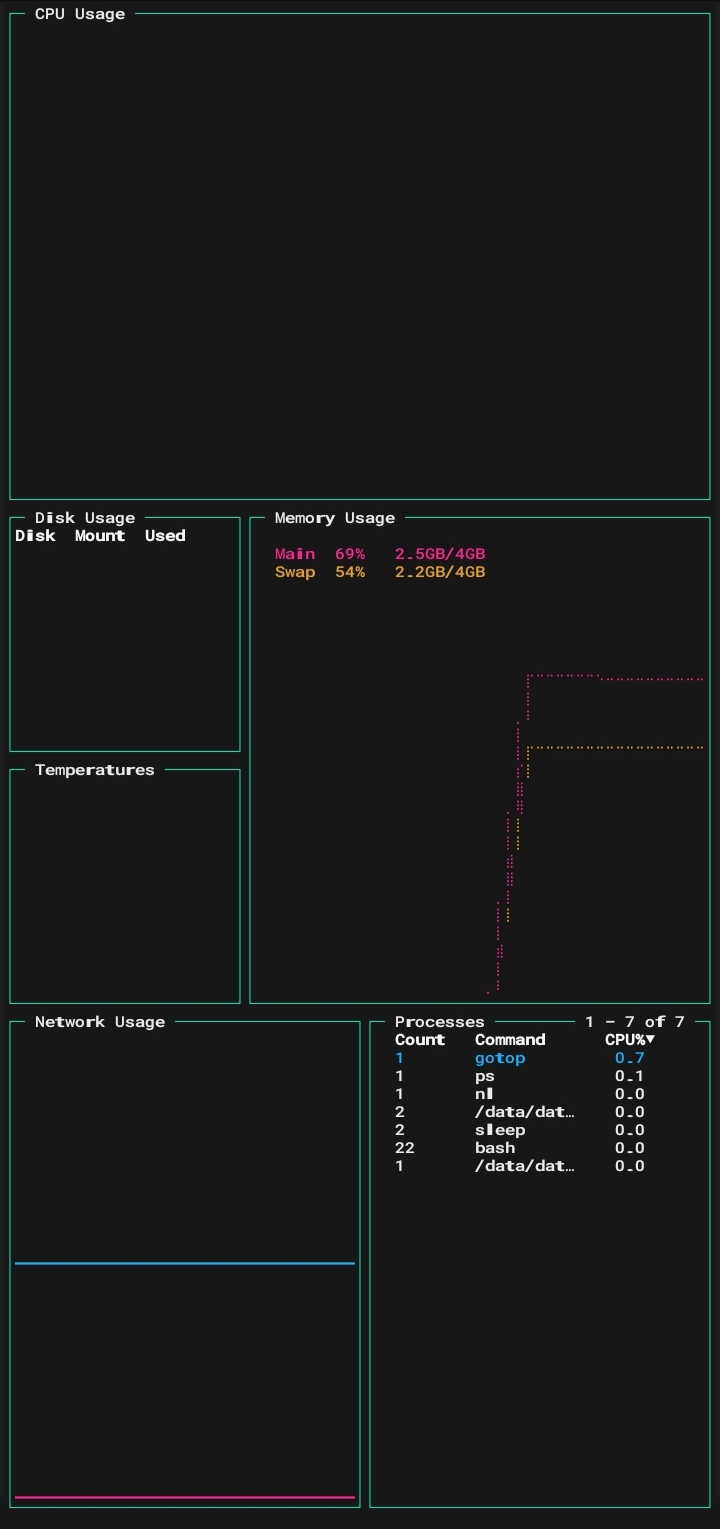 CPU Usage
Disk Usage
Disk Mount Used
Memory Usage
Main 69% 2.5GB/4GB
Swap 54% 2.2GB/4GB
Temperatures
Network Usage
Processes 1 - 7 of 7
Count Command CPU%▼
1 gotop 0.7
1 ps 0.1
1 nl 0.0
2 /data/dat… 0.0
2 sleep 0.0
22 bash 0.0
1 /data/dat… 0.0